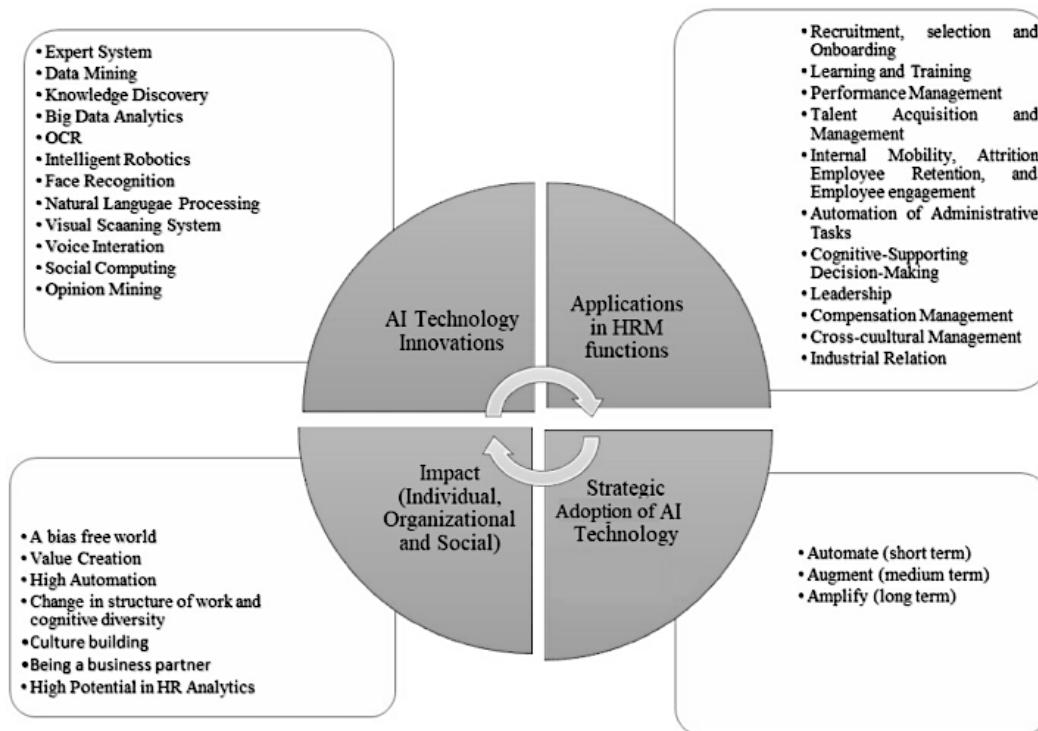 • Expert System
• Data Mining
• Knowledge Discovery
• Big Data Analytics
• OCR
• Intelligent Robotics
• Face Recognition
• Natural Langugae Processing
• Visual Scaaning System
• Voice Interation
• Social Computing
• Opinion Mining
• Recruitment, selection and
Onboarding
• Learning and Training
• Performance Management
• Talent Acquisition and
Management
• Internal Mobility, Attrition
Employee Retention, and
Employee engagement
• Automation of Administrative
Tasks
• Cognitive-Supporting
Decision-Making
• Leadership
• Compensation Management
• Cross-cuultural Management
• Industrial Relation
AI Technology
Innovations
Applications
in HRM
functions
Impact
(Individual,
Organizational
and Social)
Strategic
Adoption of AI
Technology
• A bias free world
• Value Creation
• High Automation
• Change in structure of work and
cognitive diversity
• Culture building
• Being a business partner
• High Potential in HR Analytics
• Automate (short term)
• Augment (medium term)
• Amplify (long term)